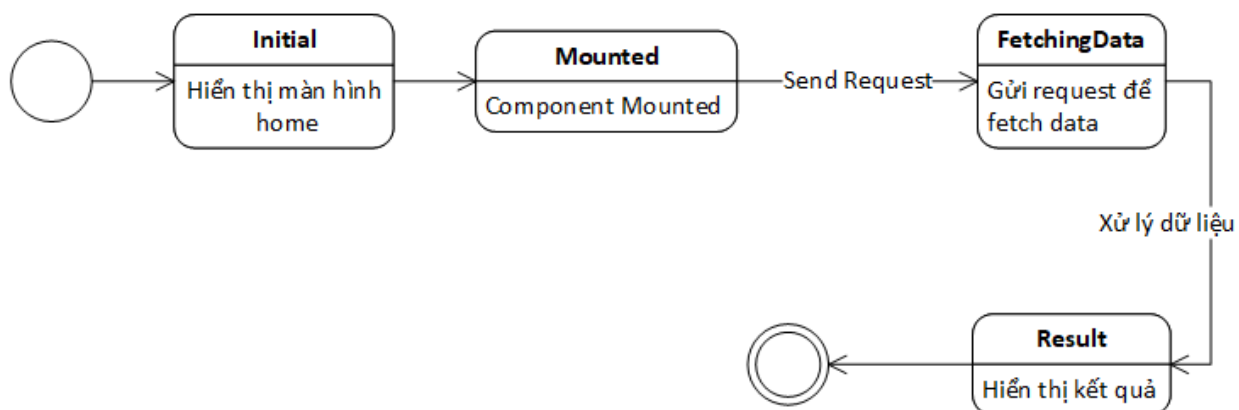 Initial
Hiển thị màn hình
home
Mounted
Component Mounted
Send Request
FetchingData
Gửi request để
fetch data
Xử lý dữ liệu
Result
Hiển thị kết quả